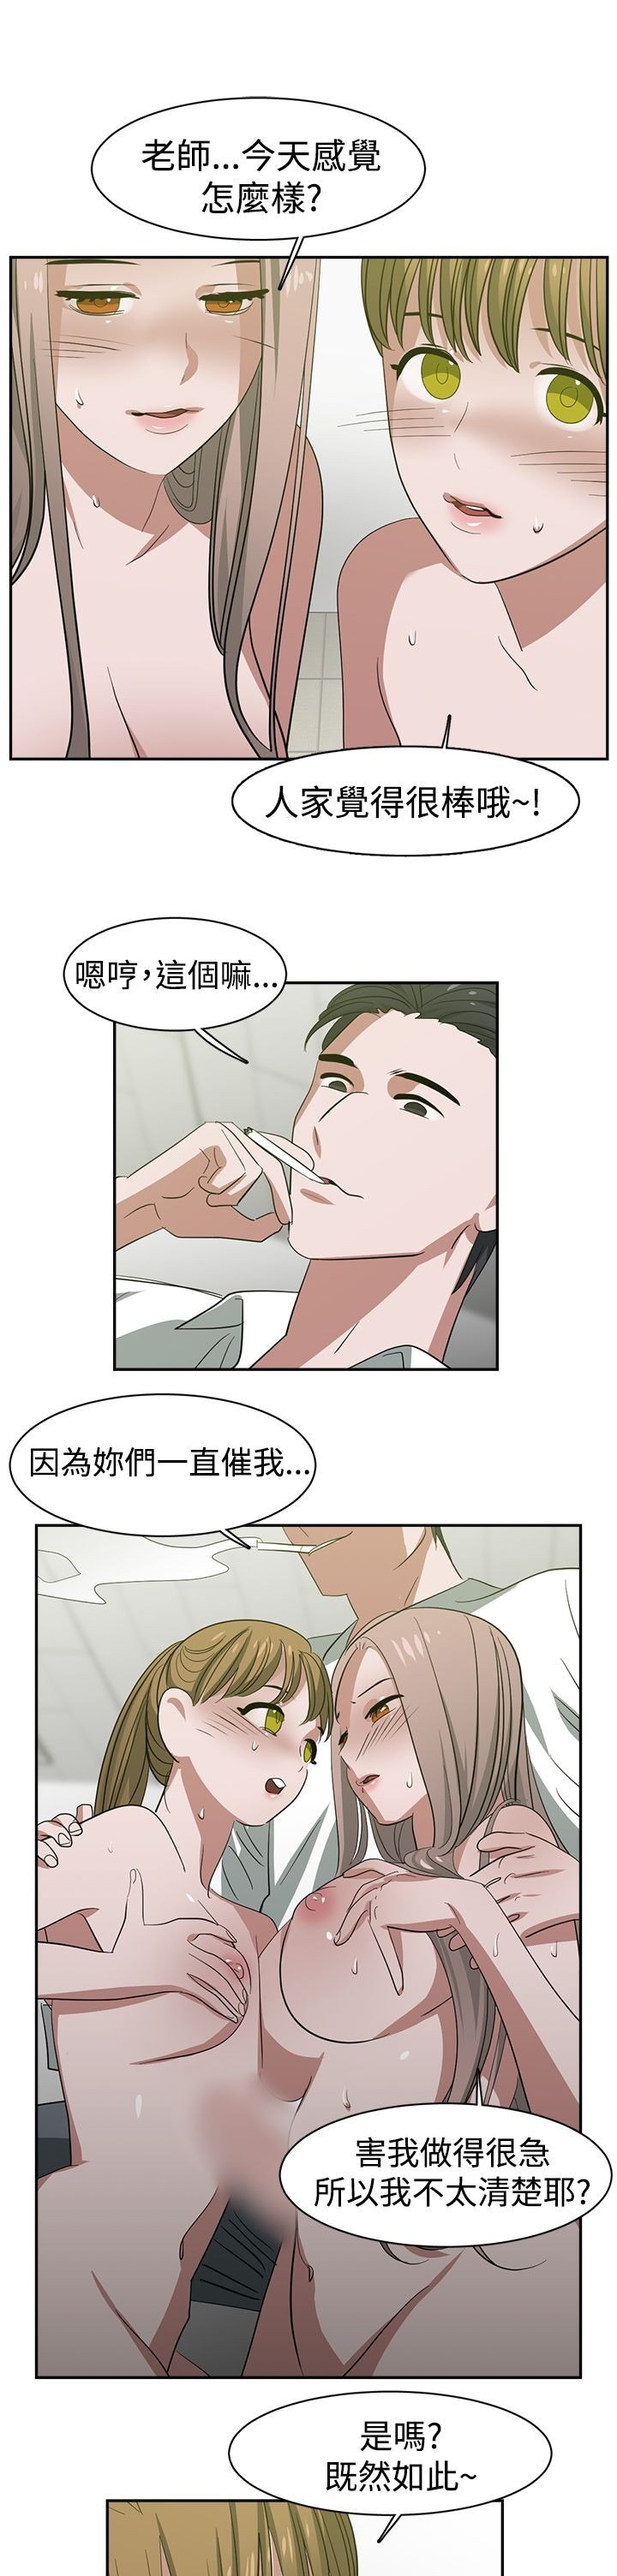 老師...今天感覺
怎麼樣?
人家覺得很棒哦~!
嗯哼,這個嘛...
因為妳們一直催我...
害我做得很急
所以我不太清楚耶?
是嗎?
既然如此~